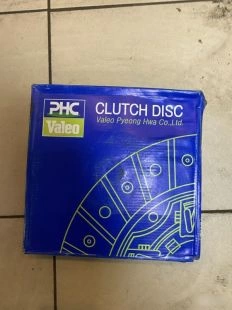 PHC
Valeo
CLUTCH DISC
Valeo Pyeong Hwa Co.,Ltd.